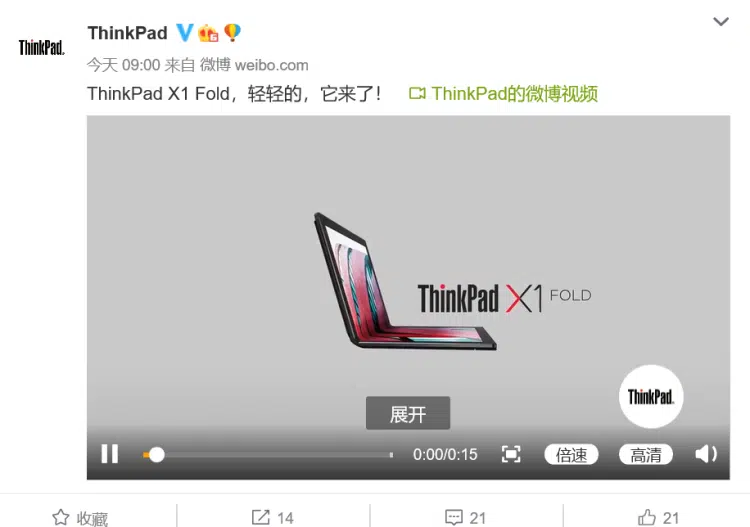 ThinkPad
ThinkPad.
今天 09:00 来自 微博 weibo.com
ThinkPad X1 Fold，轻轻的，它来了！ ThinkPad的微博视频
ThinkPad X1 FOLD
ThinkPad.
展开
0:00/0:15 倍速 高清
收藏 14 21 21